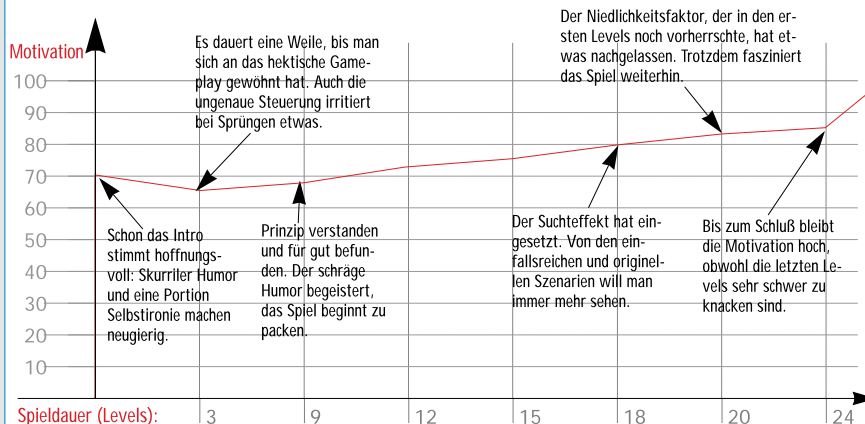 Motivation
100
90
80
70
60
50
40
30
20
10
Es dauert eine Weile, bis man
sich an das hektische Game-
play gewöhnt hat. Auch die
ungenaue Steuerung irritiert
bei Sprüngen etwas.
Der Niedlichkeitsfaktor, der in den er-
sten Levels noch vorherrschte, hat et-
was nachgelassen. Trotzdem fasziniert
das Spiel weiterhin.
Schon das Intro
stimmt hoffnungs-
voll: Skurriler Humor
und eine Portion
Selbstironie machen
neugierig.
Prinzip verstanden
und für gut befun-
den. Der schräge
Humor begeistert,
das Spiel beginnt zu
packen.
Der Suchteffekt hat ein-
gesetzt. Von den ein-
fallsreichen und originel-
len Szenarien will man
immer mehr sehen.
Bis zum Schluß bleibt
die Motivation hoch,
obwohl die letzten Le-
vels sehr schwer zu
knacken sind.
Spieldauer (Levels): 3 9 12 15 18 20 24